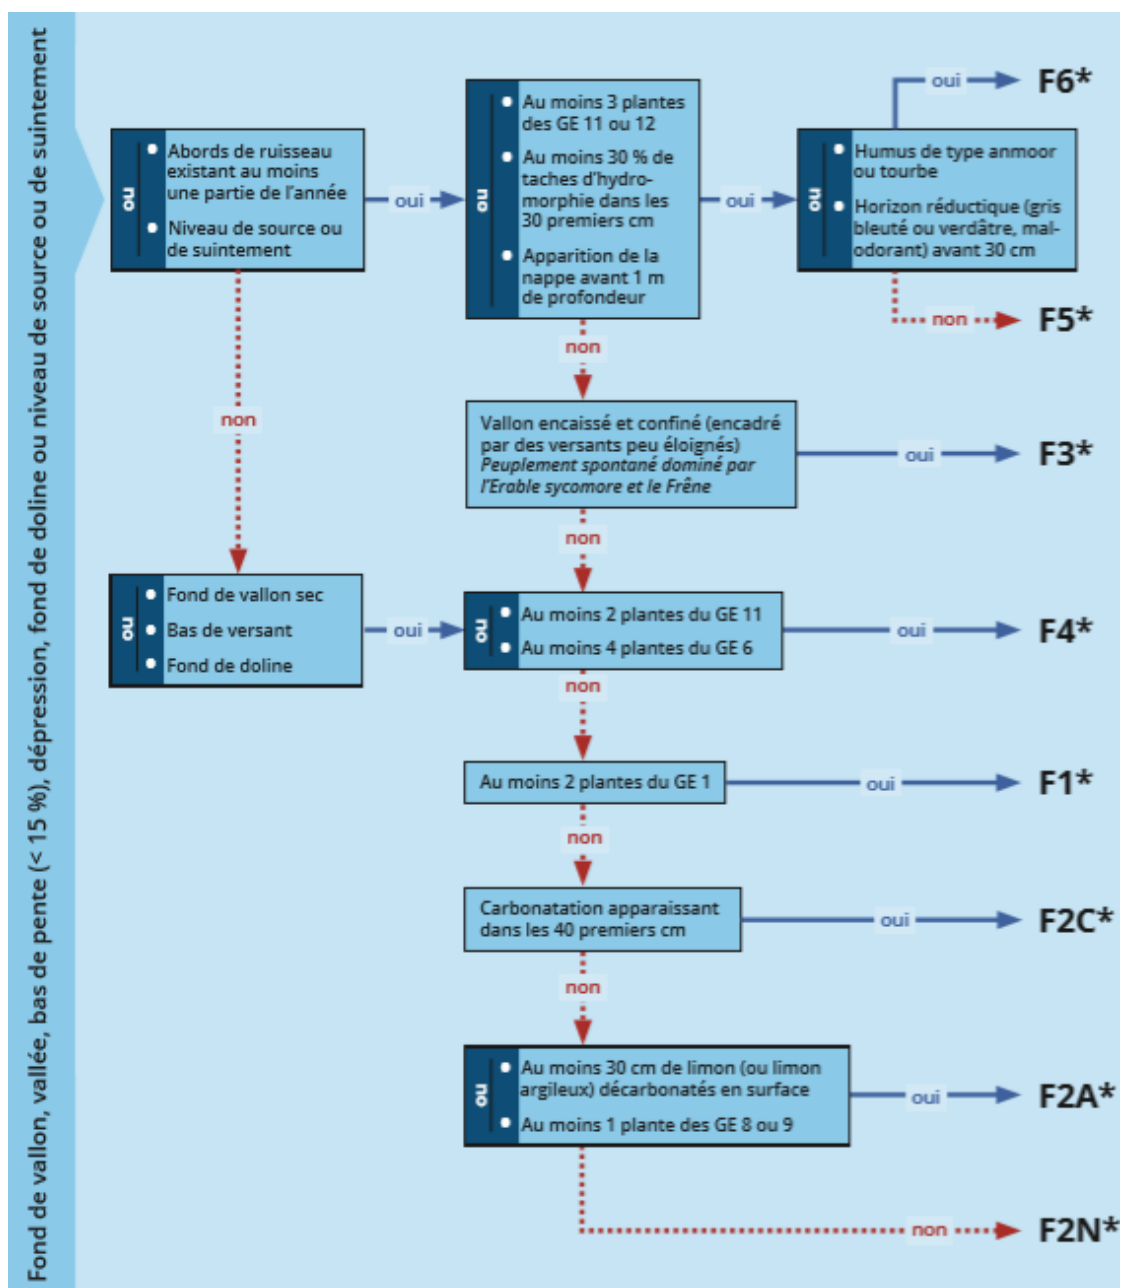 Fond de vallon, vallée, bas de pente (< 15 %), dépression, fond de doline ou niveau de source ou de suintement
ou
Abords de ruisseau
existant au moins
une partie de l'année
Niveau de source ou
de suintement
oui
non
ou
Au moins 3 plantes
des GE 11 ou 12
Au moins 30 % de
taches d'hydro-
morphie dans les
30 premiers cm
Apparition de la
nappe avant 1 m
de profondeur
oui
non
ou
Humus de type anmoor
ou tourbe
Horizon réductique (gris
bleuté ou verdâtre, mal-
odorant) avant 30 cm
oui
F6*
non
F5*
Vallon encaissé et confiné (encadré
par des versants peu éloignés)
Peuplement spontané dominé par
l'Erable sycomore et le Frêne
oui
F3*
non
ou
Fond de vallon sec
Bas de versant
Fond de doline
oui
ou
Au moins 2 plantes du GE 11
Au moins 4 plantes du GE 6
oui
F4*
non
Au moins 2 plantes du GE 1
oui
F1*
non
Carbonatation apparaissant
dans les 40 premiers cm
oui
F2C*
non
ou
Au moins 30 cm de limon (ou limon
argileux) décarbonatés en surface
Au moins 1 plante des GE 8 ou 9
oui
F2A*
non
F2N*